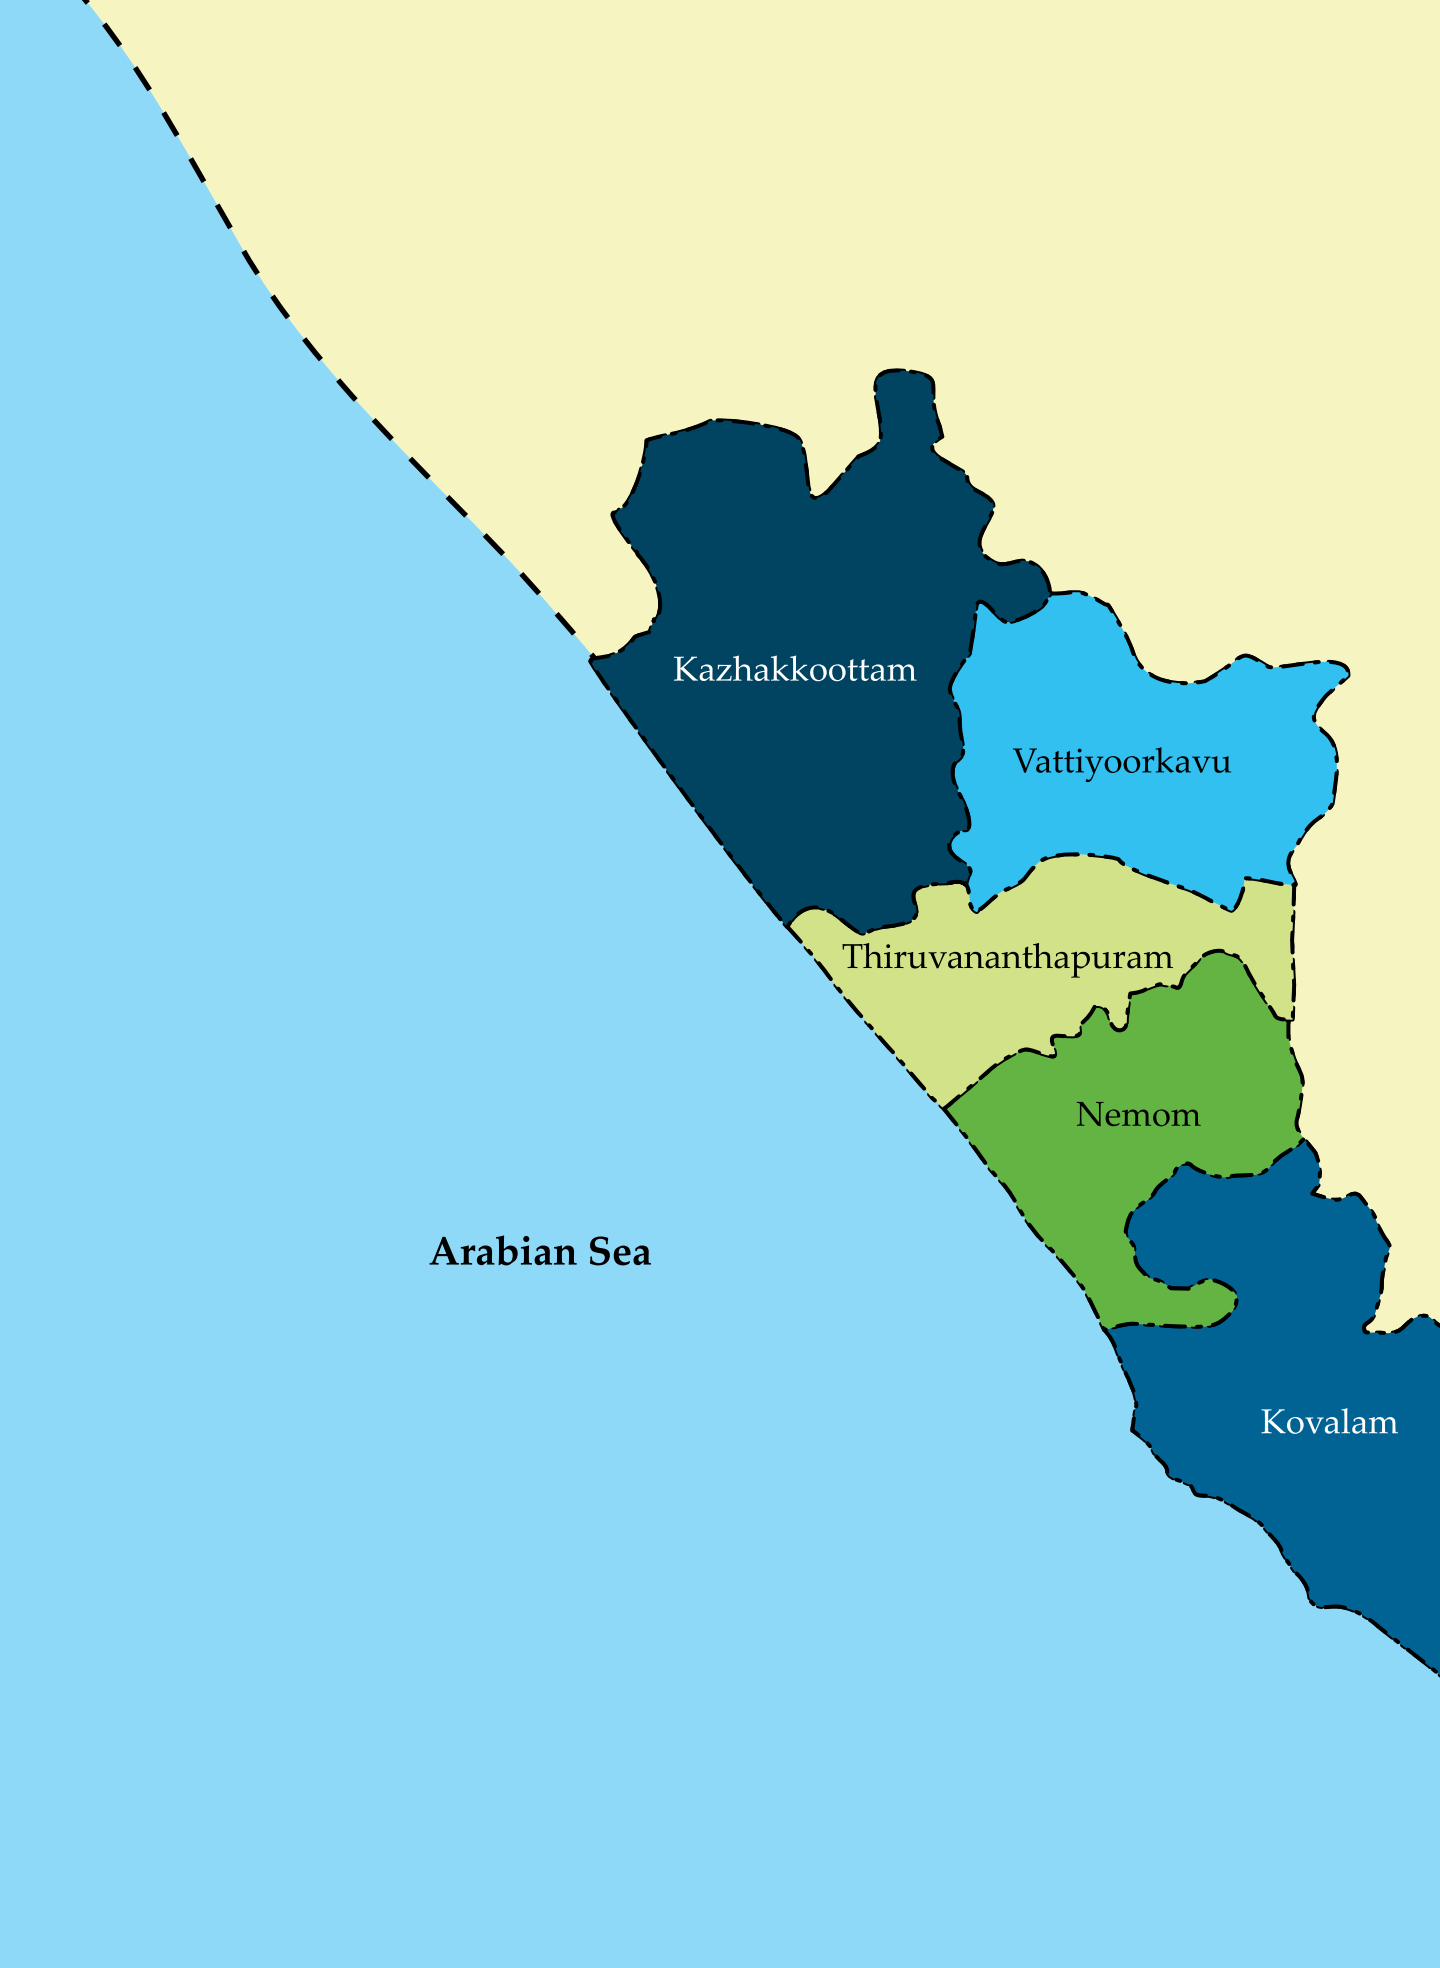 Kazhakkoottam
Vattiyoorkavu
Thiruvananthapuram
Nemom
Arabian Sea
Kovalam